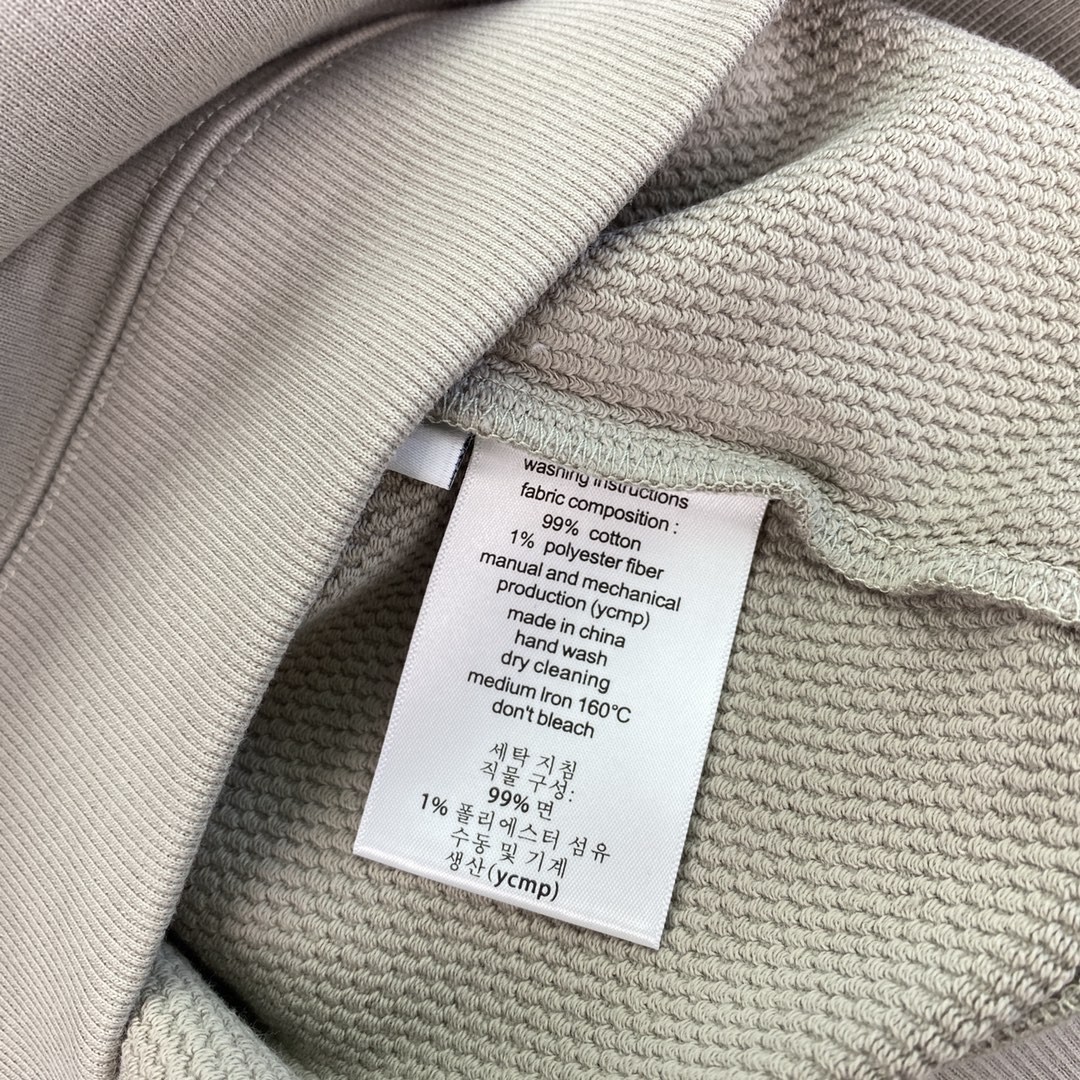 washing instructions
fabric composition :
99% cotton
1% polyester fiber
manual and mechanical
production (ycmp)
made in china
hand wash
dry cleaning
medium Iron 160°C
don't bleach
세탁 지침
직물 구성:
99% 면
1% 폴리에스터 섬유
수동 및 기계
생산(ycmp)